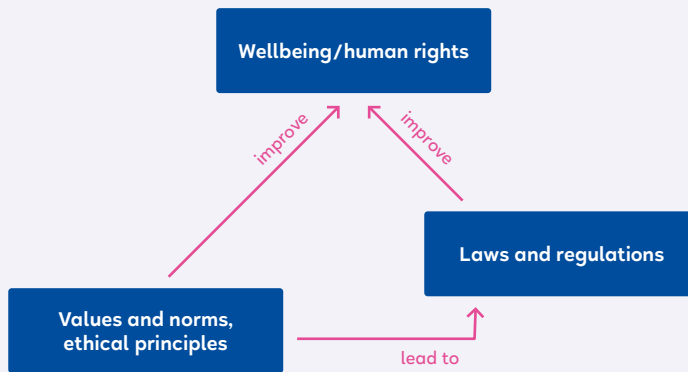 Wellbeing/human rights
improve
improve
Laws and regulations
Values and norms,
ethical principles
lead to